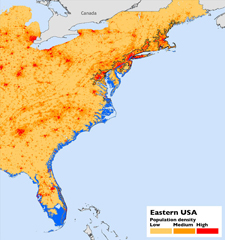 Canada
Eastern USA
Population density
Low Medium High